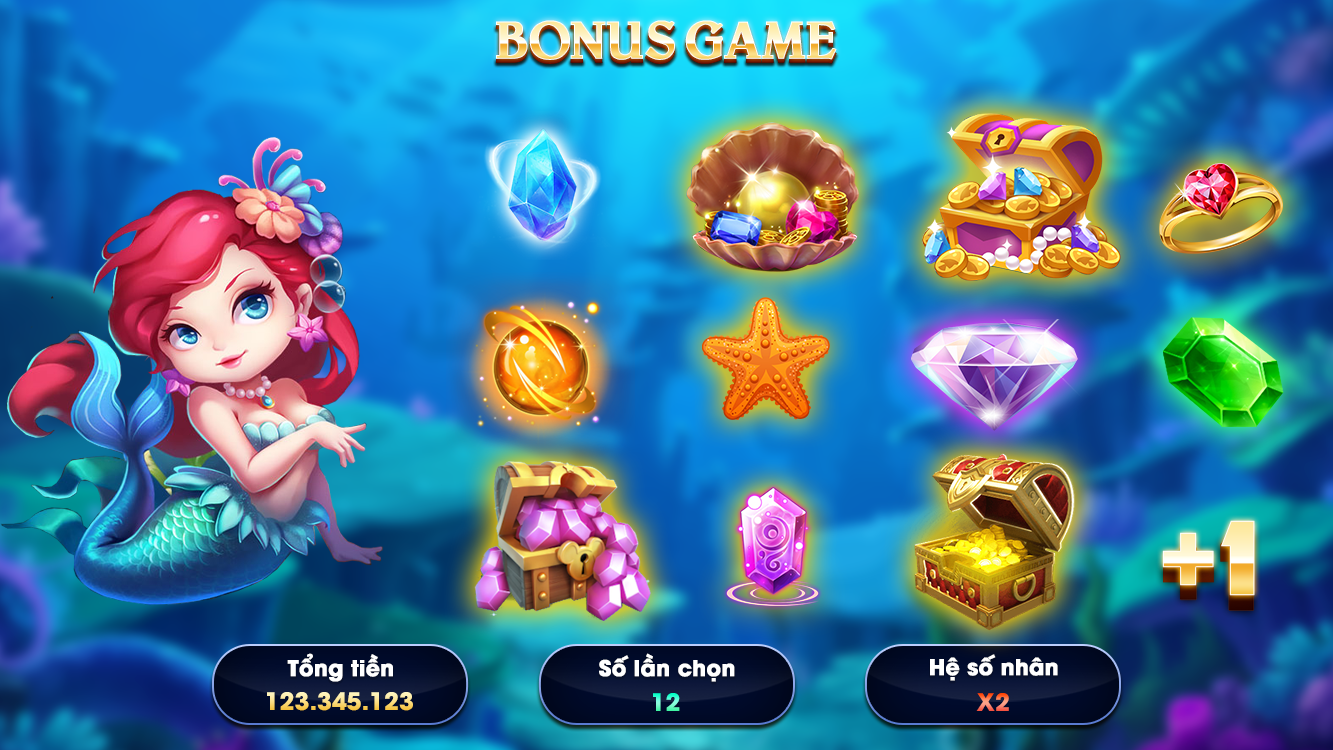 BONUS GAME
+1
Tổng tiền
123.345.123
Số lần chọn
12
Hệ số nhân
X2